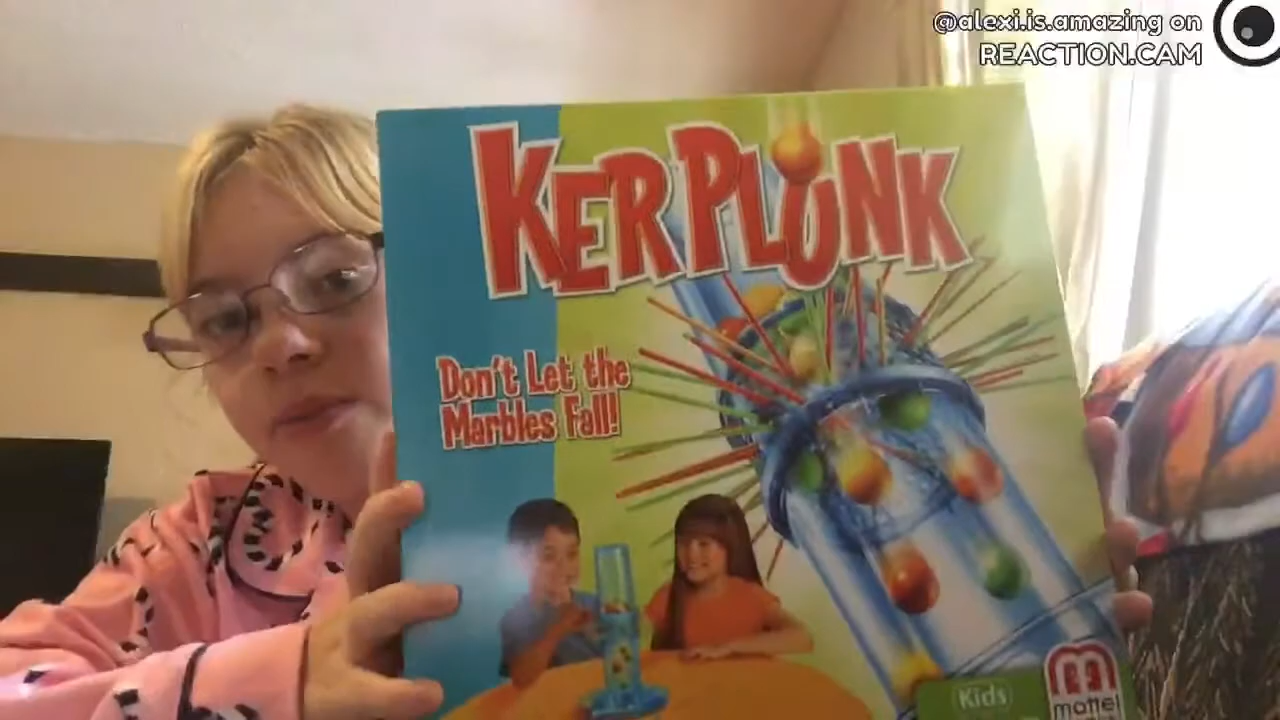 @alexi.is.amazing on
REACTION.CAM
KERPLUNK
Don't Let the
Marbles Fall!
Kids
mattel